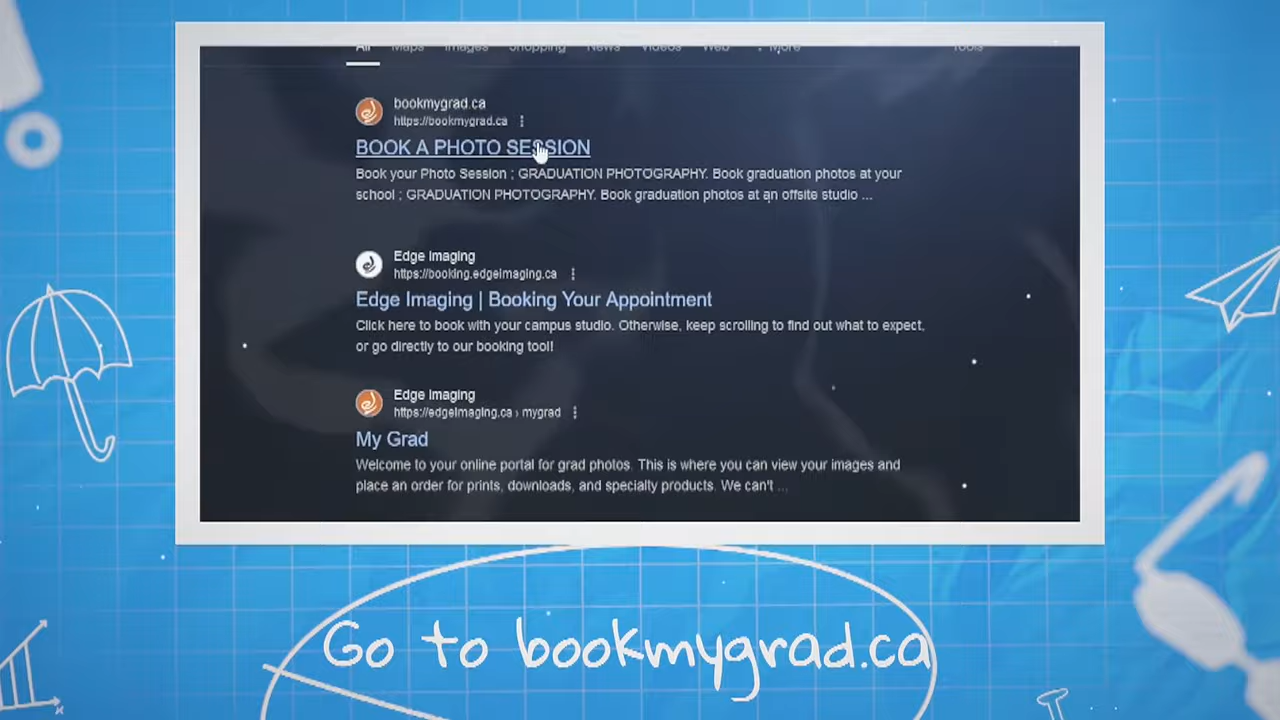 All Maps Images Shopping News Videos Web More Tools
bookmygrad.ca
https://bookmygrad.ca
BOOK A PHOTO SESSION
Book your Photo Session ; GRADUATION PHOTOGRAPHY. Book graduation photos at your
school ; GRADUATION PHOTOGRAPHY. Book graduation photos at an offsite studio ...
Edge Imaging
https://booking.edgeimaging.ca
Edge Imaging | Booking Your Appointment
Click here to book with your campus studio. Otherwise, keep scrolling to find out what to expect,
or go directly to our booking tool!
Edge Imaging
https://edgeimaging.ca › mygrad
My Grad
Welcome to your online portal for grad photos. This is where you can view your images and
place an order for prints, downloads, and specialty products. We can't ...
Go to bookmygrad.ca